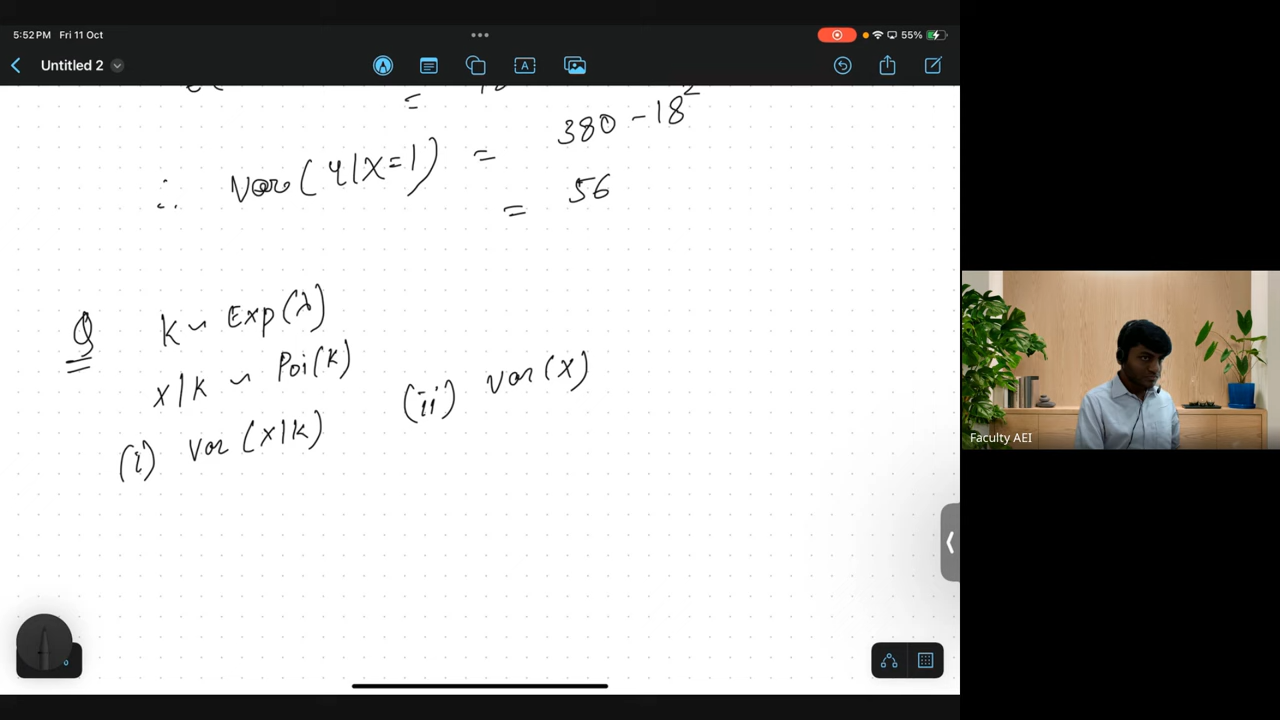 5:52 PM Fri 11 Oct
55%
Untitled 2
=
380 - 18²
∴ Var(Y|X=1) =
= 56
Q K ~ Exp(λ)
X|K ~ Poi(K)
(i) Var(X|K) (ii) Var(X)
Faculty AEI